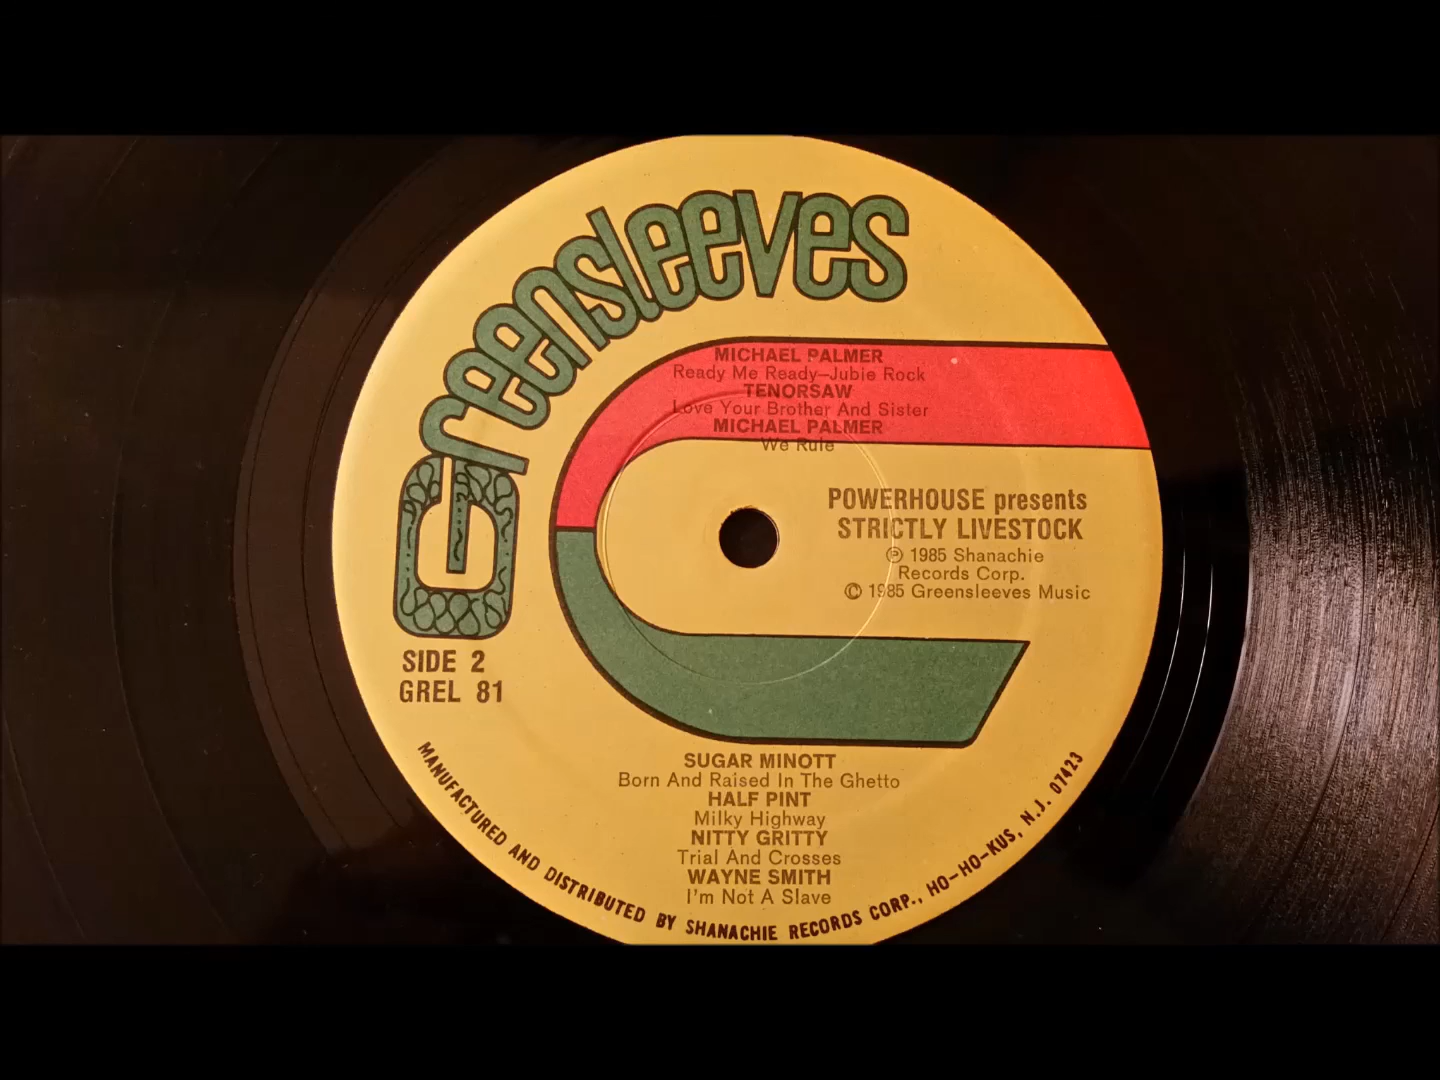 Greensleeves
MICHAEL PALMER
Ready Me Ready–Jubie Rock
TENORSAW
Love Your Brother And Sister
MICHAEL PALMER
We Rule
POWERHOUSE presents
STRICTLY LIVESTOCK
℗ 1985 Shanachie
Records Corp.
© 1985 Greensleeves Music
SIDE 2
GREL 81
SUGAR MINOTT
Born And Raised In The Ghetto
HALF PINT
Milky Highway
NITTY GRITTY
Trial And Crosses
WAYNE SMITH
I'm Not A Slave
MANUFACTURED AND DISTRIBUTED BY SHANACHIE RECORDS CORP., HO-HO-KUS, N.J. 07423